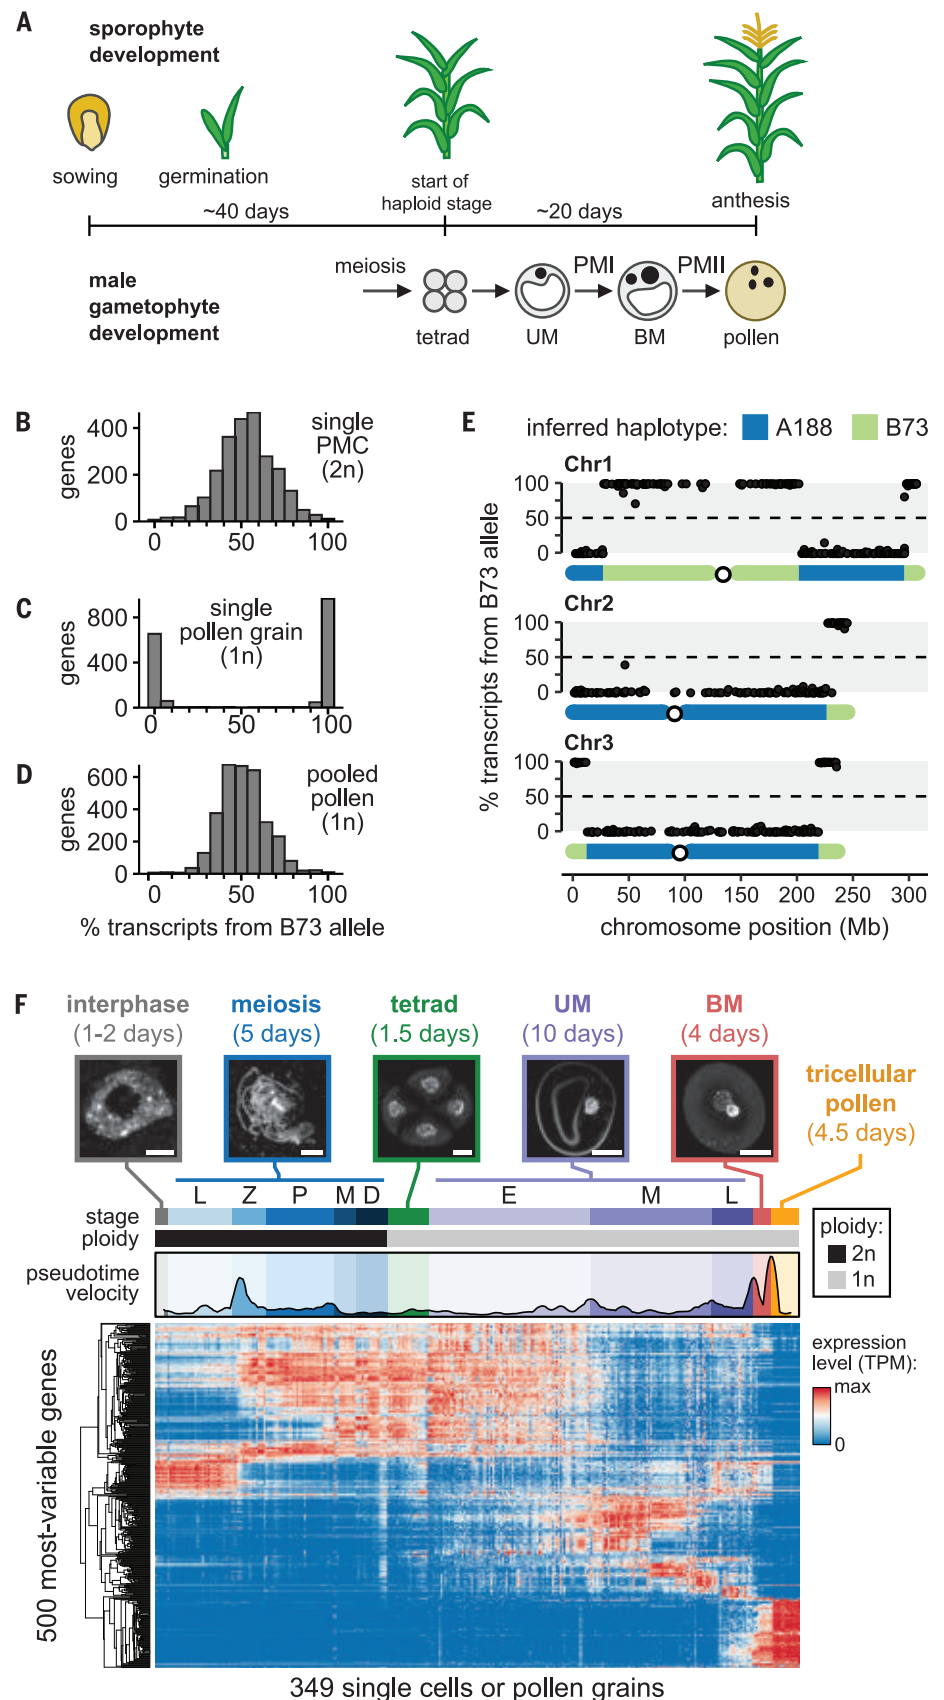 A
sporophyte
development
sowing
germination
start of
haploid stage
anthesis
~40 days
~20 days
male
gametophyte
development
meiosis
PMI
PMII
tetrad
UM
BM
pollen
B
genes
400
200
0
single
PMC
(2n)
0 50 100
C
genes
800
400
0
single
pollen grain
(1n)
0 50 100
D
genes
600
400
200
0
pooled
pollen
(1n)
0 50 100
% transcripts from B73 allele
E
inferred haplotype: A188 B73
% transcripts from B73 allele
Chr1
100
50
0
Chr2
100
50
0
Chr3
100
50
0
0 50 100 150 200 250 300
chromosome position (Mb)
F
interphase
(1-2 days)
meiosis
(5 days)
tetrad
(1.5 days)
UM
(10 days)
BM
(4 days)
tricellular
pollen
(4.5 days)
L Z P M D E M L
stage
ploidy
ploidy:
2n
1n
pseudotime
velocity
500 most-variable genes
expression
level (TPM):
max
0
349 single cells or pollen grains